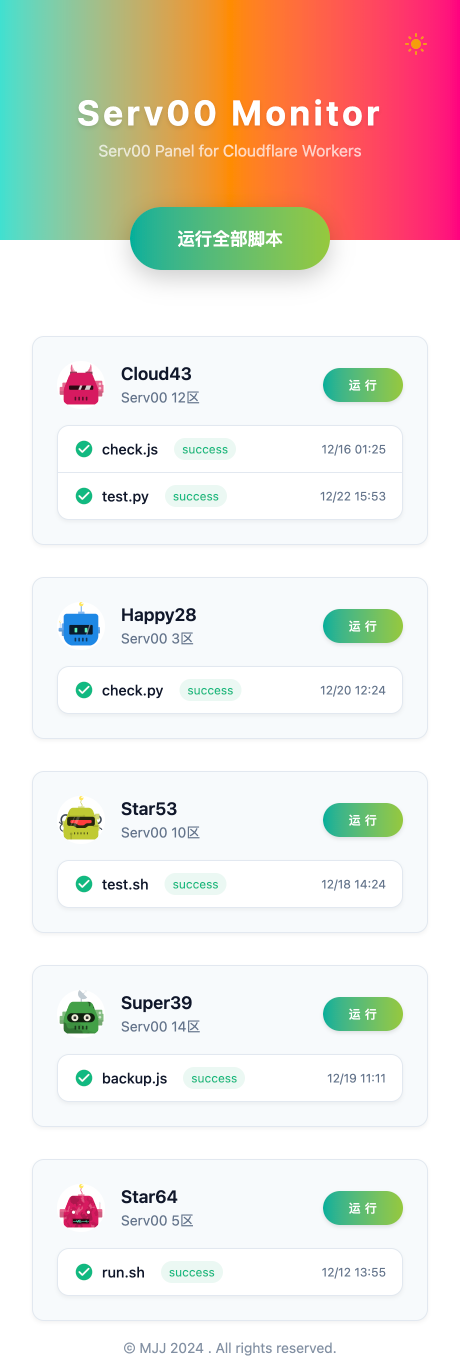 Serv00 Monitor
Serv00 Panel for Cloudflare Workers
运行全部脚本
Cloud43
Serv00 12区
运 行
check.js success 12/16 01:25
test.py success 12/22 15:53
Happy28
Serv00 3区
运 行
check.py success 12/20 12:24
Star53
Serv00 10区
运 行
test.sh success 12/18 14:24
Super39
Serv00 14区
运 行
backup.js success 12/19 11:11
Star64
Serv00 5区
运 行
run.sh success 12/12 13:55
© MJJ 2024 . All rights reserved.